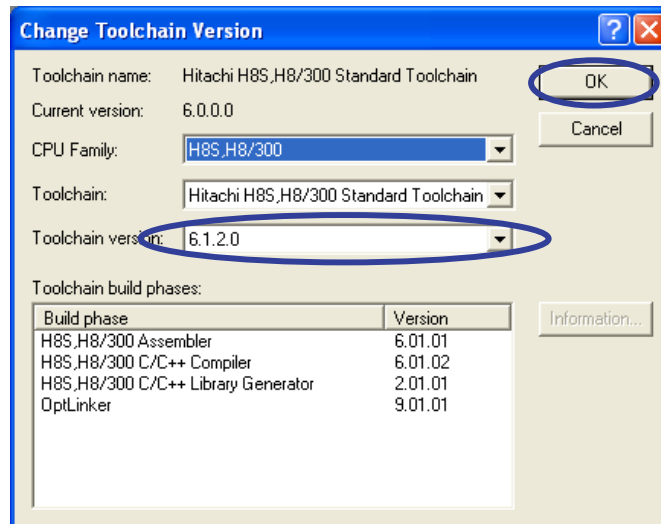 Change Toolchain Version
Toolchain name: Hitachi H8S,H8/300 Standard Toolchain
OK
Current version: 6.0.0.0
Cancel
CPU Family: H8S,H8/300
Toolchain: Hitachi H8S,H8/300 Standard Toolchain
Toolchain version: 6.1.2.0
Toolchain build phases:
Build phase Version
Information...
H8S,H8/300 Assembler 6.01.01
H8S,H8/300 C/C++ Compiler 6.01.02
H8S,H8/300 C/C++ Library Generator 2.01.01
OptLinker 9.01.01